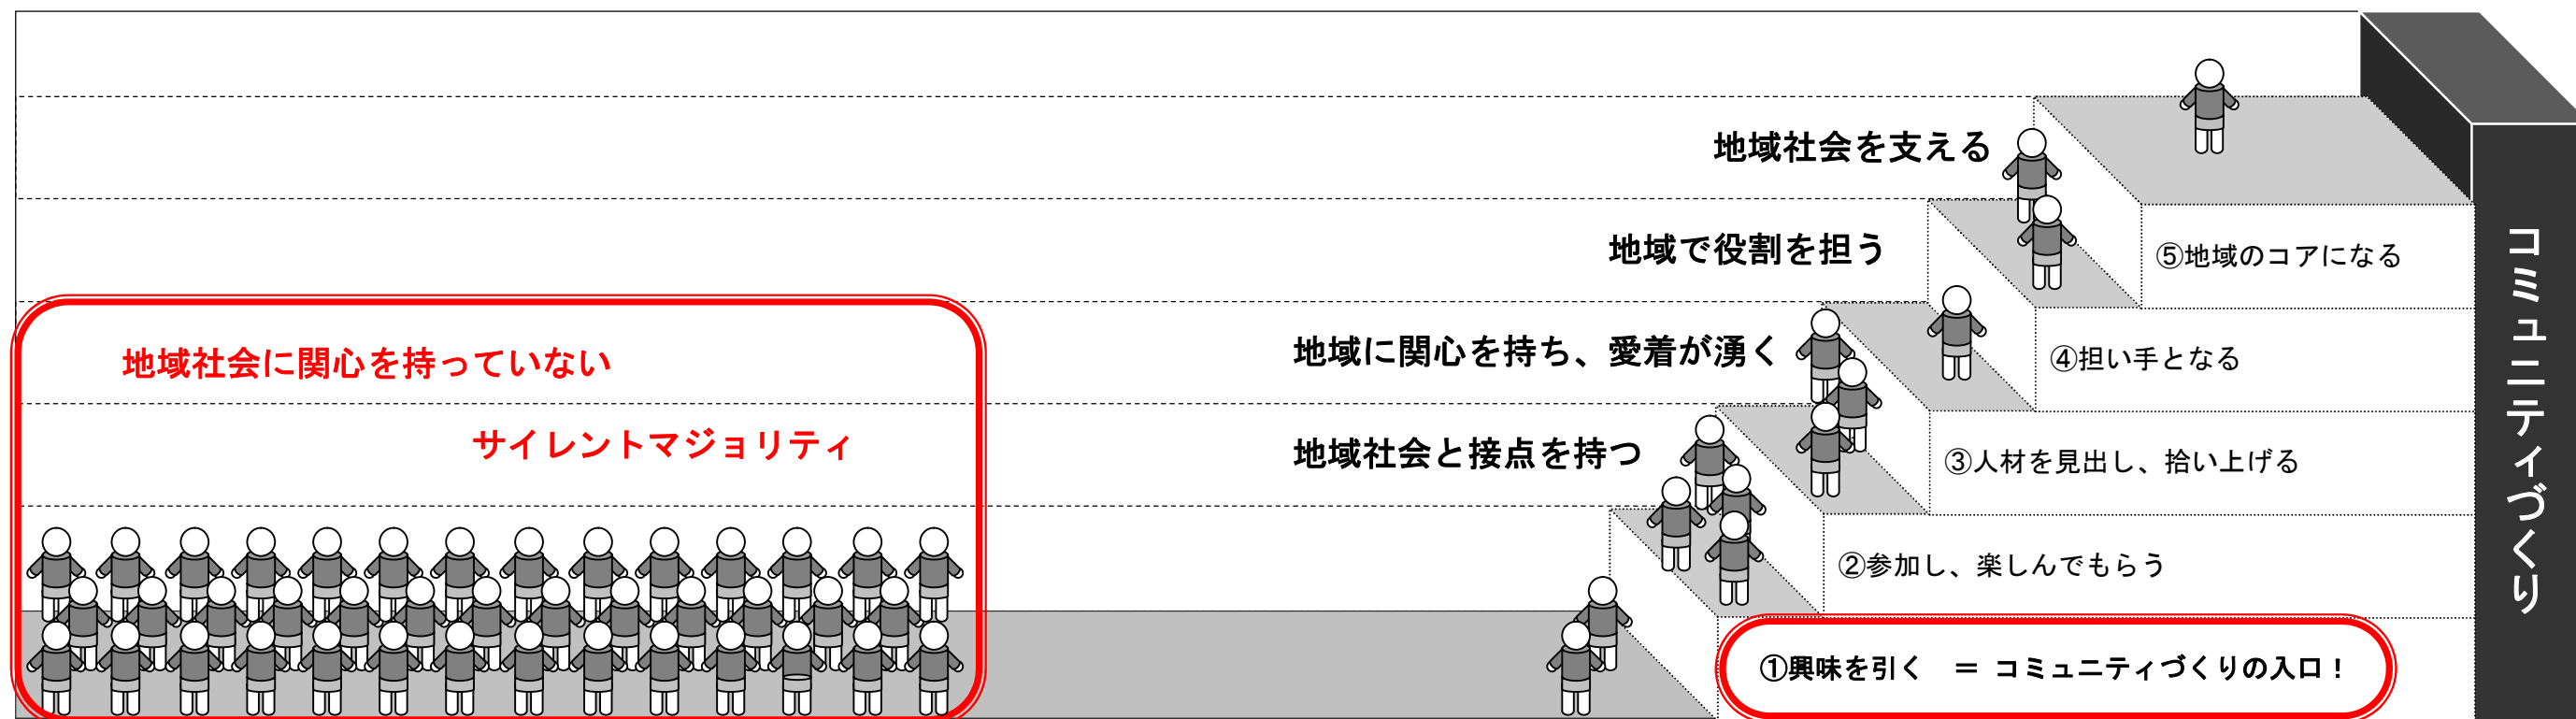 地域社会を支える
地域で役割を担う
⑤地域のコアになる
地域に関心を持ち、愛着が湧く
④担い手となる
地域社会に関心を持っていない
サイレントマジョリティ
地域社会と接点を持つ
③人材を見出し、拾い上げる
②参加し、楽しんでもらう
①興味を引く　＝ コミュニティづくりの入口！
コミュニティづくり